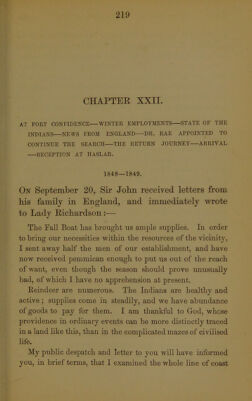 219
CHAPTER XXII.
AT FORT CONFIDENCE—WINTER EMPLOYMENTS—STATE OF THE
INDIANS—NEWS FROM ENGLAND—DR. RAE APPOINTED TO
CONTINUE THE SEARCH—THE RETURN JOURNEY—ARRIVAL
—RECEPTION AT HASLAR.
1848—1849.
ON September 20, Sir John received letters from
his family in England, and immediately wrote
to Lady Richardson:—
The Fall Boat has brought us ample supplies. In order
to bring our necessities within the resources of the vicinity,
I sent away half the men of our establishment, and have
now received pemmican enough to put us out of the reach
of want, even though the season should prove unusually
bad, of which I have no apprehension at present.
Reindeer are numerous. The Indians are healthy and
active; supplies come in steadily, and we have abundance
of goods to pay for them. I am thankful to God, whose
providence in ordinary events can be more distinctly traced
in a land like this, than in the complicated mazes of civilised
life.
My public despatch and letter to you will have informed
you, in brief terms, that I examined the whole line of coast